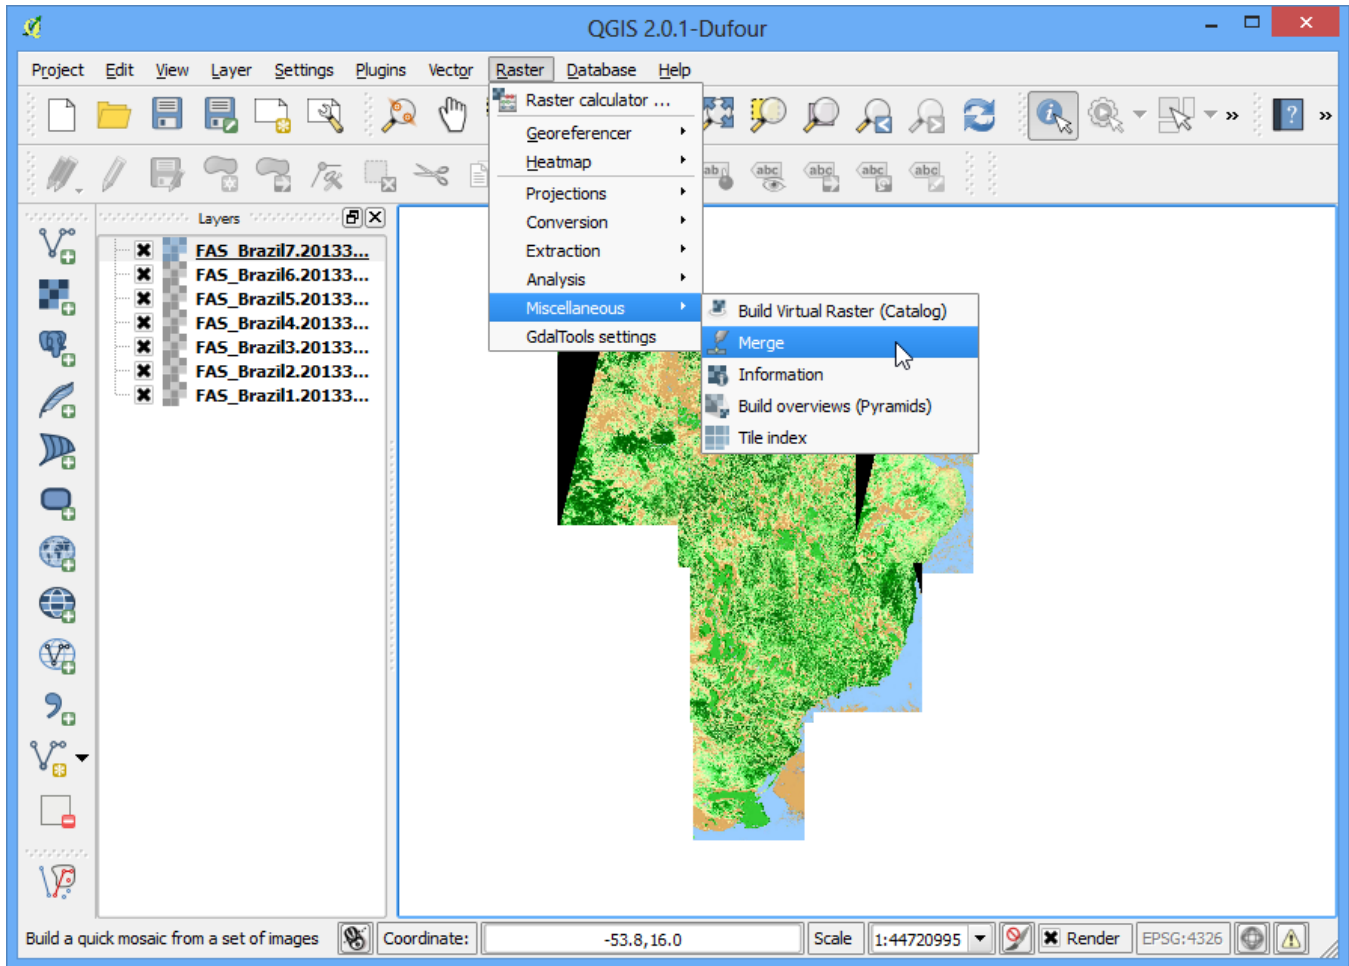 QGIS 2.0.1-Dufour
Project Edit View Layer Settings Plugins Vector Raster Database Help
Raster calculator ...
Georeferencer
Heatmap
Projections
Conversion
Extraction
Analysis
Miscellaneous
GdalTools settings
Build Virtual Raster (Catalog)
Merge
Information
Build overviews (Pyramids)
Tile index
ab abc abc abc abc
Layers
FAS_Brazil7.20133...
FAS_Brazil6.20133...
FAS_Brazil5.20133...
FAS_Brazil4.20133...
FAS_Brazil3.20133...
FAS_Brazil2.20133...
FAS_Brazil1.20133...
Build a quick mosaic from a set of images Coordinate: -53.8,16.0 Scale 1:44720995 Render EPSG:4326